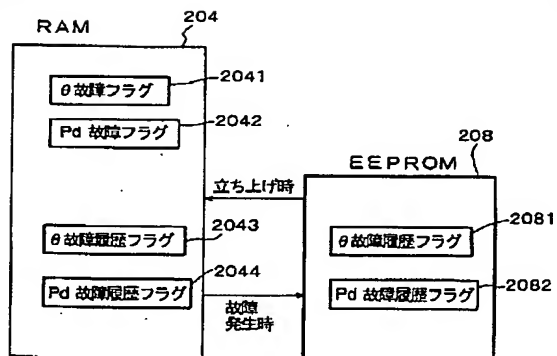 RAM
204
θ故障フラグ
2041
Pd 故障フラグ
2042
208
EEPROM
立ち上げ時
θ故障履歴フラグ
2043
θ故障履歴フラグ
2081
Pd 故障履歴フラグ
2044
Pd 故障履歴フラグ
2082
故障
発生時